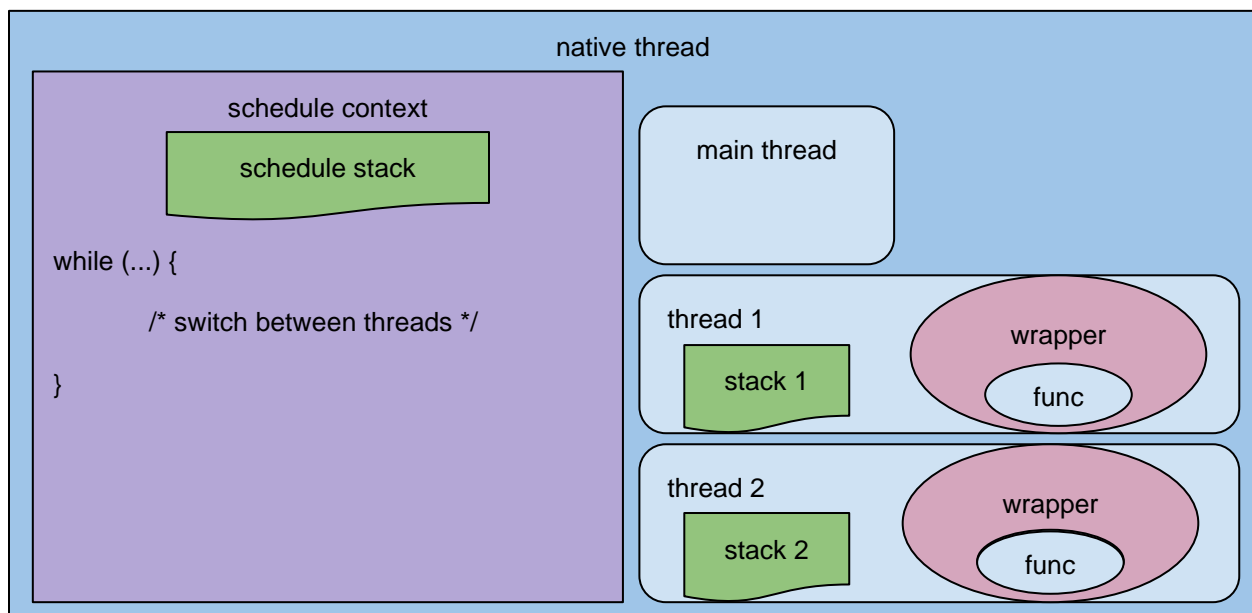 native thread
schedule context
schedule stack
while (...) {
/* switch between threads */
}
main thread
thread 1
stack 1
wrapper
func
thread 2
stack 2
wrapper
func